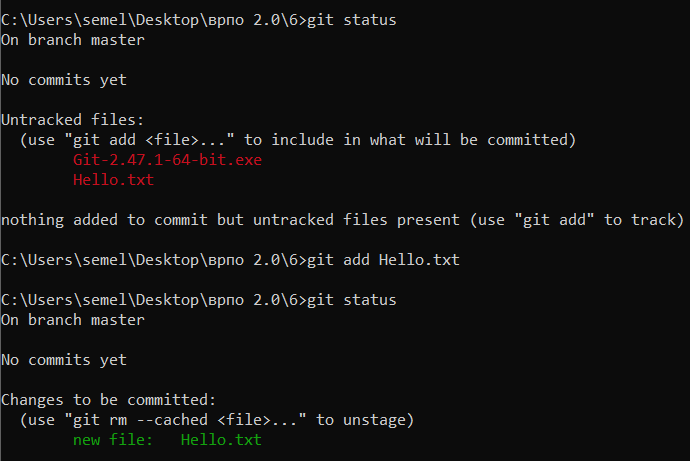 C:\Users\semel\Desktop\врпо 2.0\6>git status
On branch master
No commits yet
Untracked files:
(use "git add <file>..." to include in what will be committed)
Git-2.47.1-64-bit.exe
Hello.txt
nothing added to commit but untracked files present (use "git add" to track)
C:\Users\semel\Desktop\врпо 2.0\6>git add Hello.txt
C:\Users\semel\Desktop\врпо 2.0\6>git status
On branch master
No commits yet
Changes to be committed:
(use "git rm --cached <file>..." to unstage)
new file:   Hello.txt